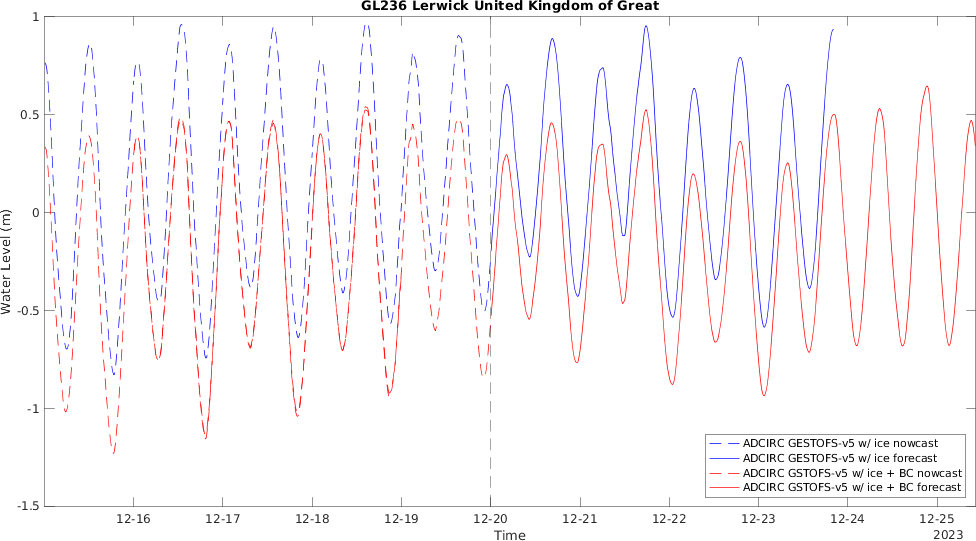 GL236 Lerwick United Kingdom of Great
1
0.5
0
-0.5
-1
-1.5
Water Level (m)
ADCIRC GESTOFS-v5 w/ ice nowcast
ADCIRC GESTOFS-v5 w/ ice forecast
ADCIRC GSTOFS-v5 w/ ice + BC nowcast
ADCIRC GSTOFS-v5 w/ ice + BC forecast
12-16 12-17 12-18 12-19 12-20 12-21 12-22 12-23 12-24 12-25
Time
2023